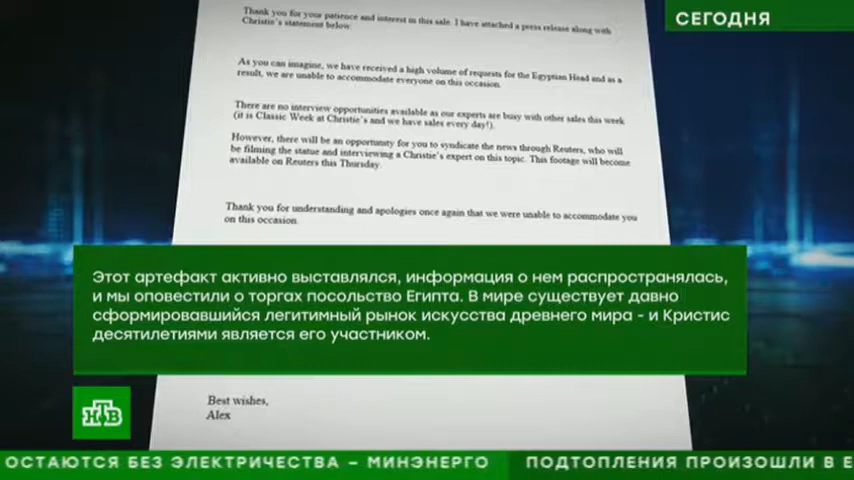 СЕГОДНЯ
Thank you for your patience and interest in this sale. I have attached a press release along with
Christie's statement below.
As you can imagine, we have received a high volume of requests for the Egyptian Head and as a
result, we are unable to accommodate everyone on this occasion.
There are no interview opportunities available as our experts are busy with other sales this week
(it is Classic Week at Christie's and we have sales every day!).
However, there will be an opportunity for you to syndicate the news through Reuters, who will
be filming the statue and interviewing a Christie's expert on this topic. This footage will become
available on Reuters this Thursday.
Thank you for understanding and apologies once again that we were unable to accommodate you
on this occasion.
Этот артефакт активно выставлялся, информация о нем распространялась,
и мы оповестили о торгах посольство Египта. В мире существует давно
сформировавшийся легитимный рынок искусства древнего мира - и Кристис
десятилетиями является его участником.
Best wishes,
Alex
НТВ
ОСТАЮТСЯ БЕЗ ЭЛЕКТРИЧЕСТВА – МИНЭНЕРГО ПОДТОПЛЕНИЯ ПРОИЗОШЛИ В Е